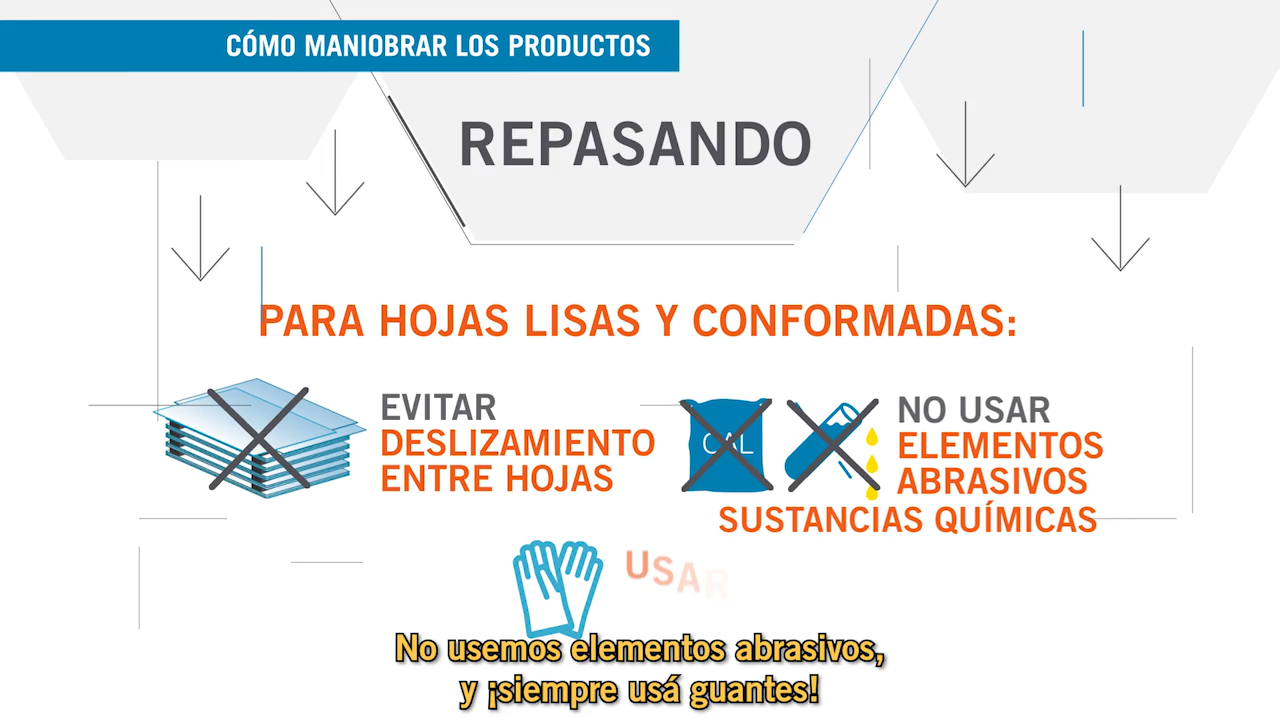 CÓMO MANIOBRAR LOS PRODUCTOS
REPASANDO
PARA HOJAS LISAS Y CONFORMADAS:
EVITAR
DESLIZAMIENTO
ENTRE HOJAS
CAL
NO USAR
ELEMENTOS
ABRASIVOS
SUSTANCIAS QUÍMICAS
USAR
No usemos elementos abrasivos,
y ¡siempre usá guantes!